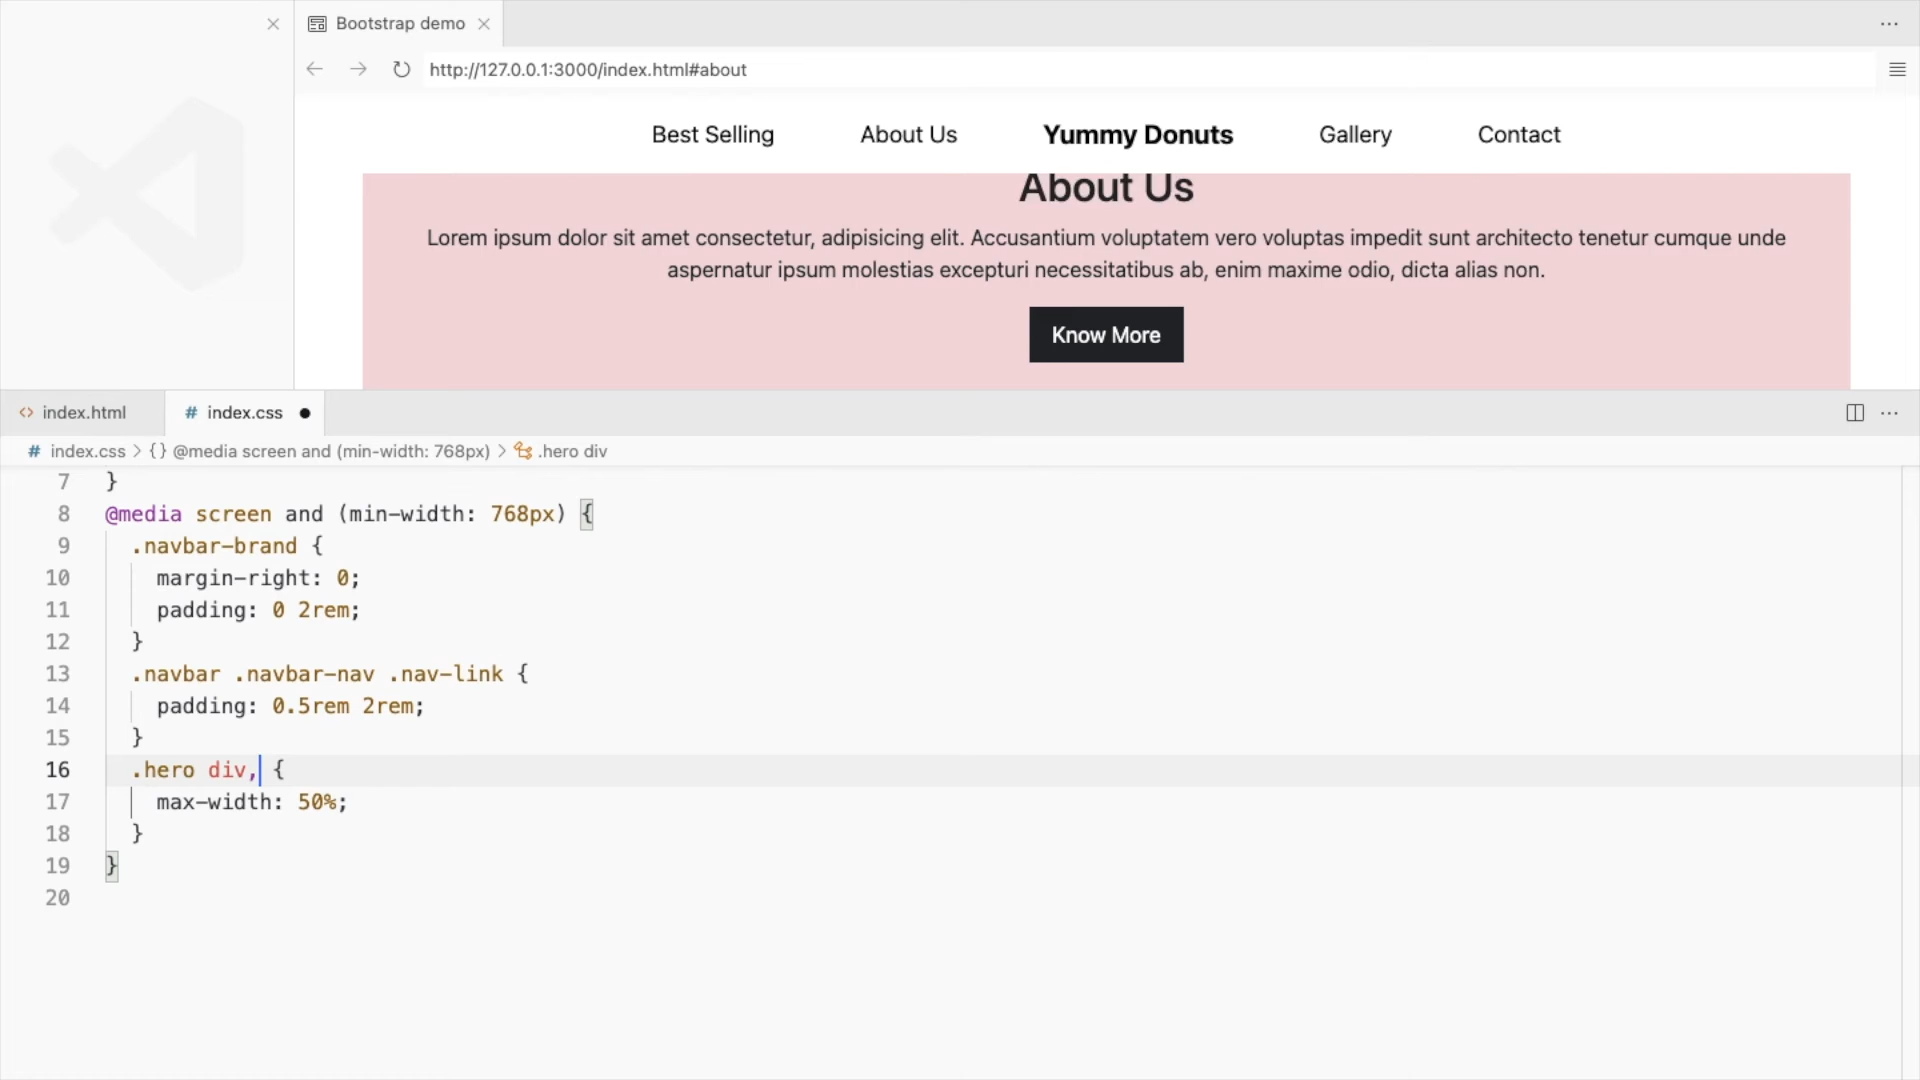 Bootstrap demo
http://127.0.0.1:3000/index.html#about
Best Selling About Us Yummy Donuts Gallery Contact
About Us
Lorem ipsum dolor sit amet consectetur, adipisicing elit. Accusantium voluptatem vero voluptas impedit sunt architecto tenetur cumque unde
aspernatur ipsum molestias excepturi necessitatibus ab, enim maxime odio, dicta alias non.
Know More
index.html # index.css
# index.css > {} @media screen and (min-width: 768px) > .hero div
7 }
8 @media screen and (min-width: 768px) {
9 .navbar-brand {
10 margin-right: 0;
11 padding: 0 2rem;
12 }
13 .navbar .navbar-nav .nav-link {
14 padding: 0.5rem 2rem;
15 }
16 .hero div, {
17 max-width: 50%;
18 }
19 }
20